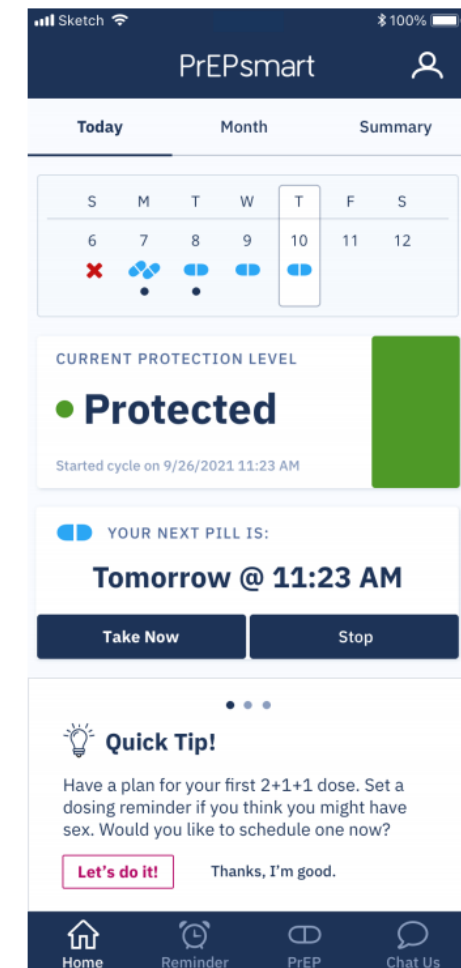 Sketch 100%
PrEPsmart
Today Month Summary
S M T W T F S
6 7 8 9 10 11 12
CURRENT PROTECTION LEVEL
Protected
Started cycle on 9/26/2021 11:23 AM
YOUR NEXT PILL IS:
Tomorrow @ 11:23 AM
Take Now Stop
Quick Tip!
Have a plan for your first 2+1+1 dose. Set a
dosing reminder if you think you might have
sex. Would you like to schedule one now?
Let's do it! Thanks, I'm good.
Home Reminder PrEP Chat Us